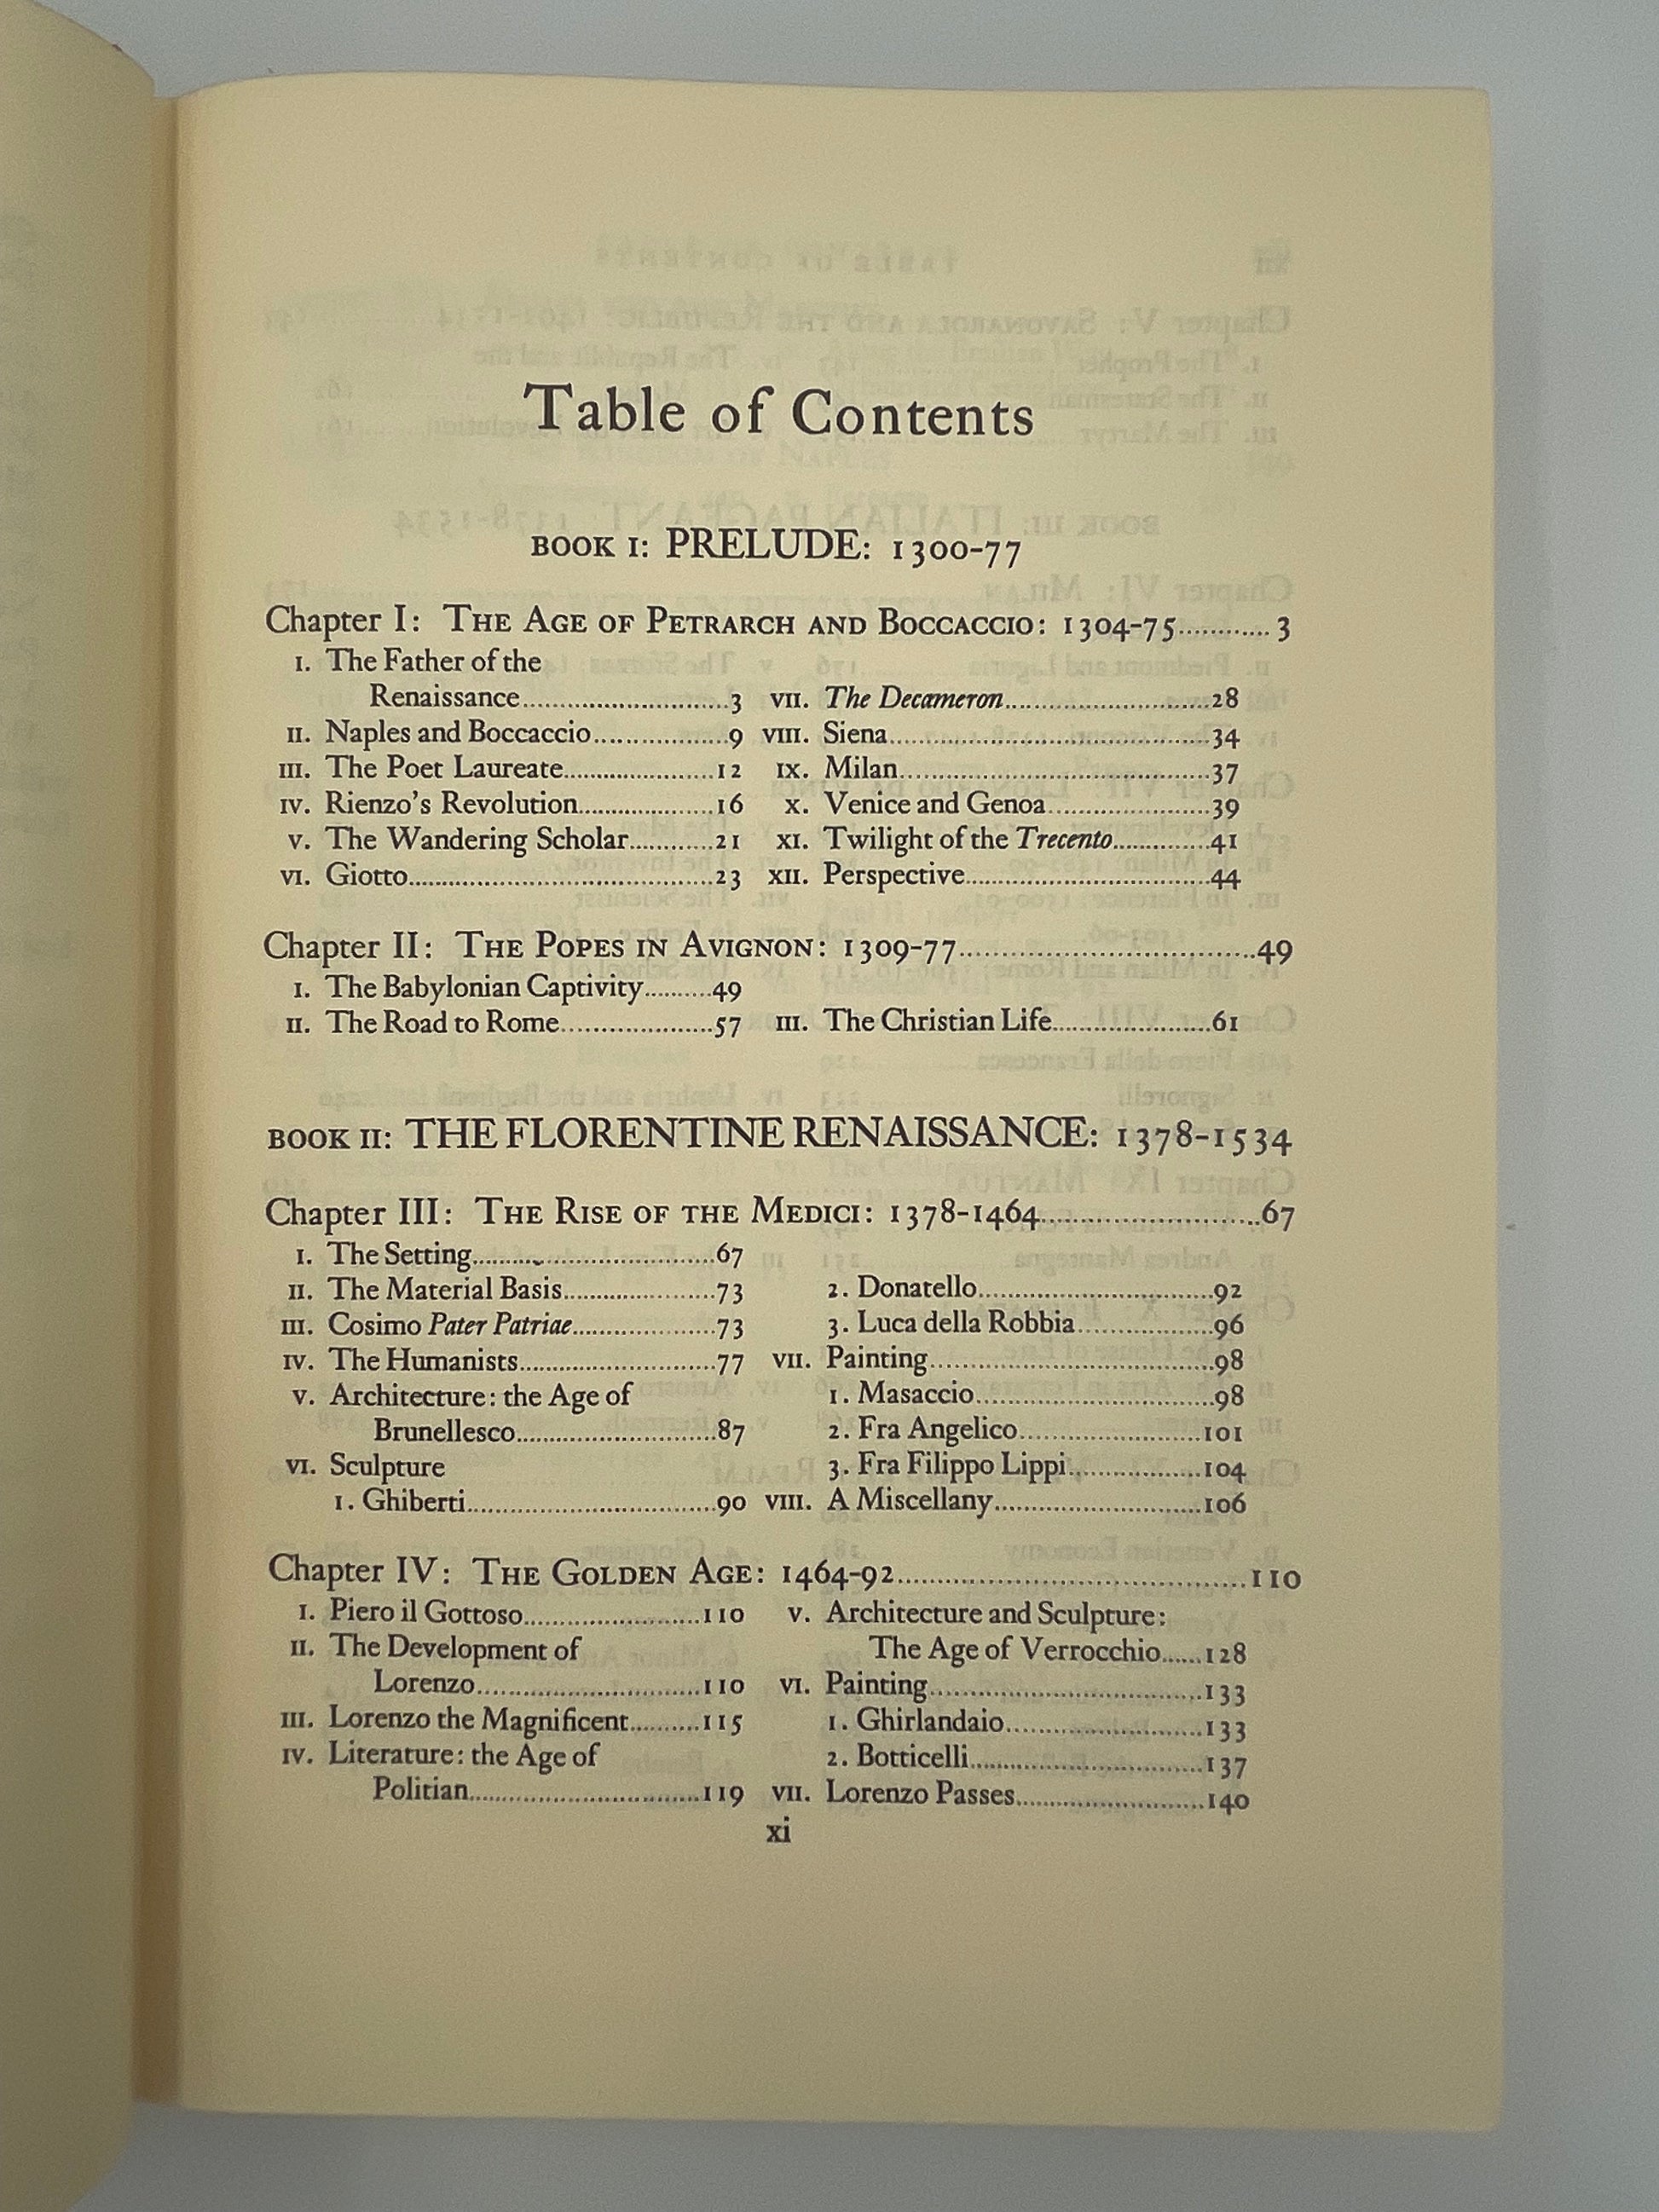 Table of Contents
BOOK I: PRELUDE: 1300-77
Chapter I: THE AGE OF PETRARCH AND BOCCACCIO: 1304-75............3
I. The Father of the
Renaissance............................3
II. Naples and Boccaccio..................9
III. The Poet Laureate.....................12
IV. Rienzo's Revolution...................16
V. The Wandering Scholar............21
VI. Giotto..........................................23
VII. The Decameron.............................28
VIII. Siena.............................................34
IX. Milan............................................37
X. Venice and Genoa.......................39
XI. Twilight of the Trecento.............41
XII. Perspective..................................44
Chapter II: THE POPES IN AVIGNON: 1309-77.....................................49
I. The Babylonian Captivity..........49
II. The Road to Rome.....................57
III. The Christian Life......................61
BOOK II: THE FLORENTINE RENAISSANCE: 1378-1534
Chapter III: THE RISE OF THE MEDICI: 1378-1464...........................67
I. The Setting..................................67
II. The Material Basis.....................73
III. Cosimo Pater Patriae....................73
IV. The Humanists...........................77
V. Architecture: the Age of
Brunellesco............................87
VI. Sculpture
1. Ghiberti...................................90
2. Donatello.................................92
3. Luca della Robbia...................96
VII. Painting........................................98
1. Masaccio.................................98
2. Fra Angelico.........................101
3. Fra Filippo Lippi..................104
VIII. A Miscellany.............................106
Chapter IV: THE GOLDEN AGE: 1464-92.........................................110
I. Piero il Gottoso........................110
II. The Development of
Lorenzo...............................110
III. Lorenzo the Magnificent..........115
IV. Literature: the Age of
Politian................................119
V. Architecture and Sculpture:
The Age of Verrocchio......128
VI. Painting.....................................133
1. Ghirlandaio...........................133
2. Botticelli................................137
VII. Lorenzo Passes..........................140
xi